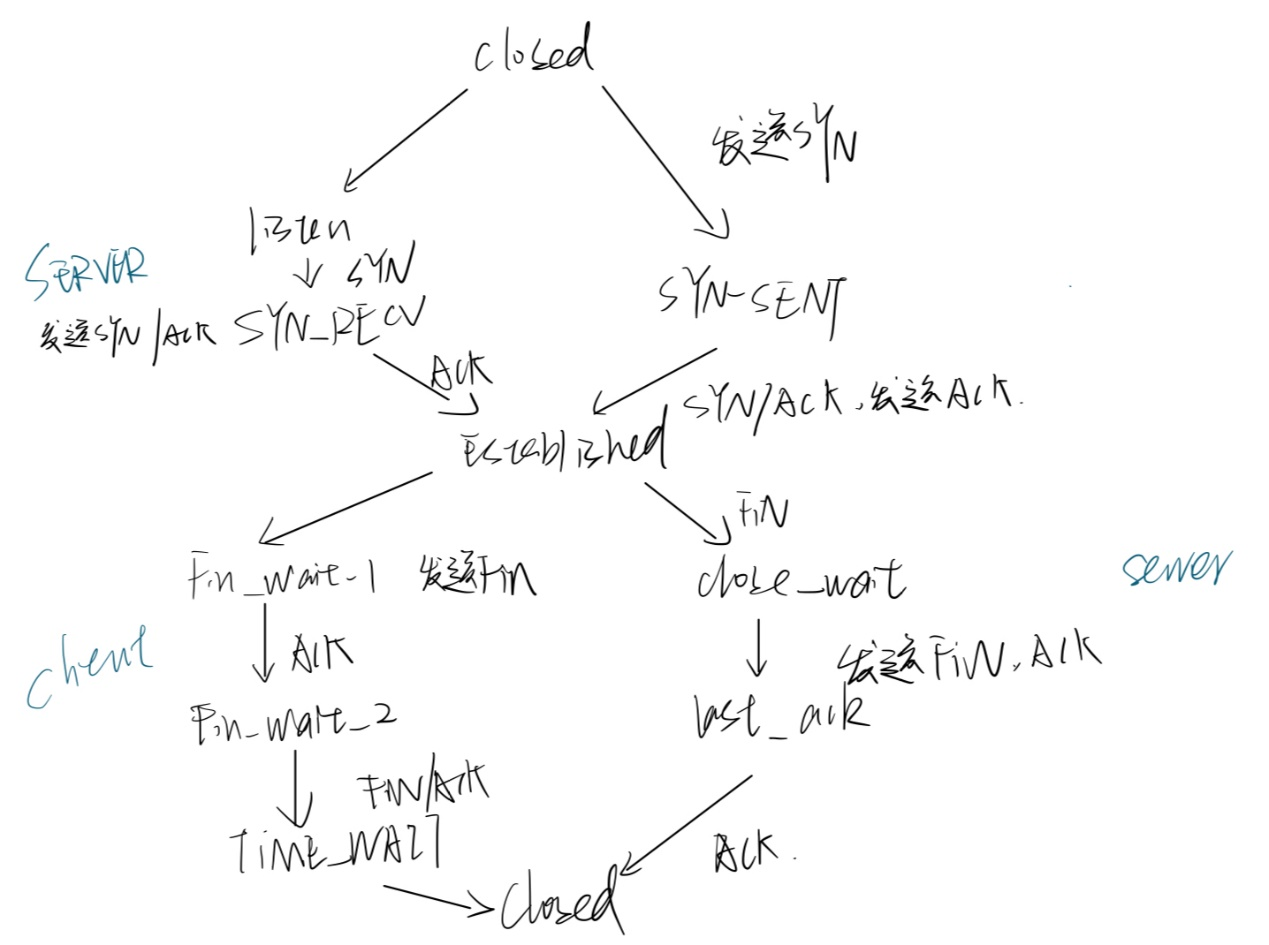 closed
发送SYN
listen
SERVER
SYN
SYN-SENT
发送SYN/ACK
SYN_RECV
ACK
SYN/ACK,发送ACK.
Established
FiN
Fin_wait-1
发送Fin
close_wait
server
client
ACK
发送FiN,ACK
Fin_wait_2
last_ack
FiN/ACK
TiME_WAIT
ACK.
Closed